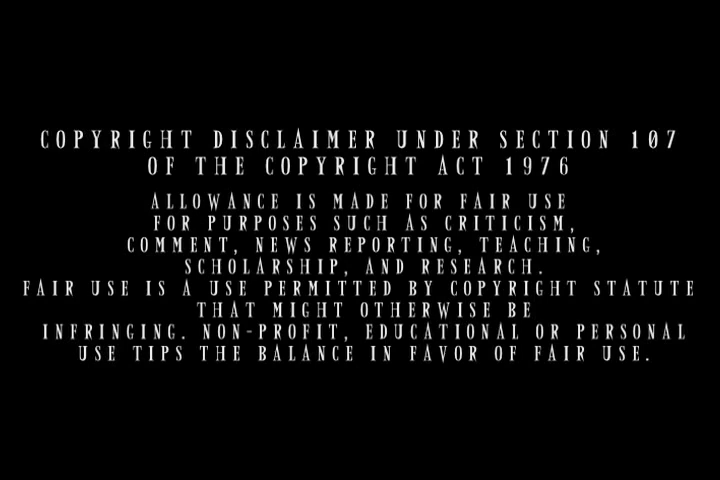 COPYRIGHT DISCLAIMER UNDER SECTION 107
OF THE COPYRIGHT ACT 1976
ALLOWANCE IS MADE FOR FAIR USE
FOR PURPOSES SUCH AS CRITICISM,
COMMENT, NEWS REPORTING, TEACHING,
SCHOLARSHIP, AND RESEARCH.
FAIR USE IS A USE PERMITTED BY COPYRIGHT STATUTE
THAT MIGHT OTHERWISE BE
INFRINGING. NON-PROFIT, EDUCATIONAL OR PERSONAL
USE TIPS THE BALANCE IN FAVOR OF FAIR USE.